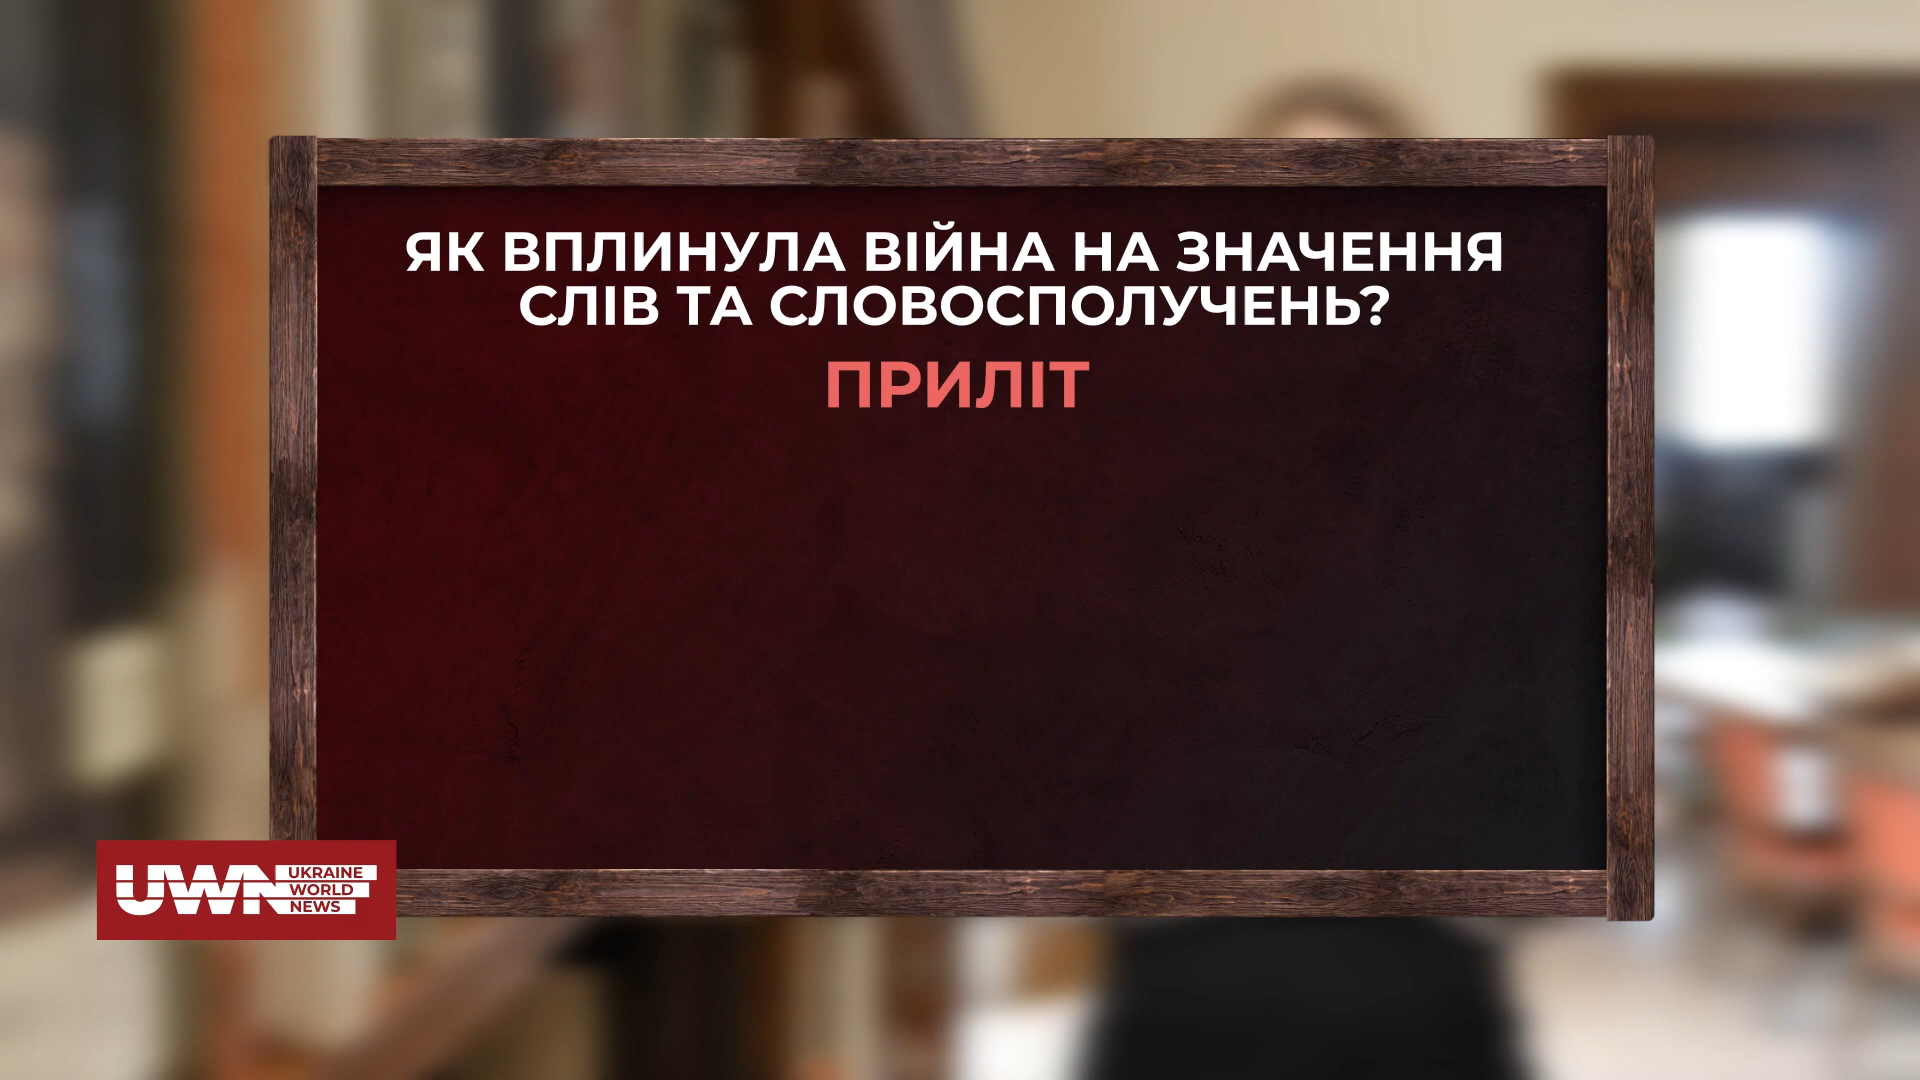 ЯК ВПЛИНУЛА ВІЙНА НА ЗНАЧЕННЯ
СЛІВ ТА СЛОВОСПОЛУЧЕНЬ?
ПРИЛІТ
UWN UKRAINE
WORLD
NEWS